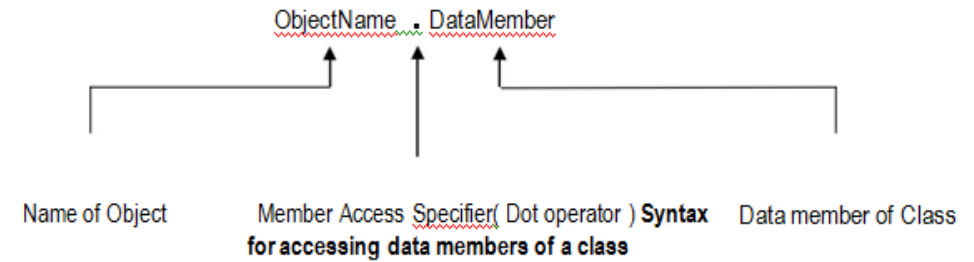 ObjectName . DataMember
Name of Object Member Access Specifier( Dot operator ) Syntax Data member of Class
for accessing data members of a class